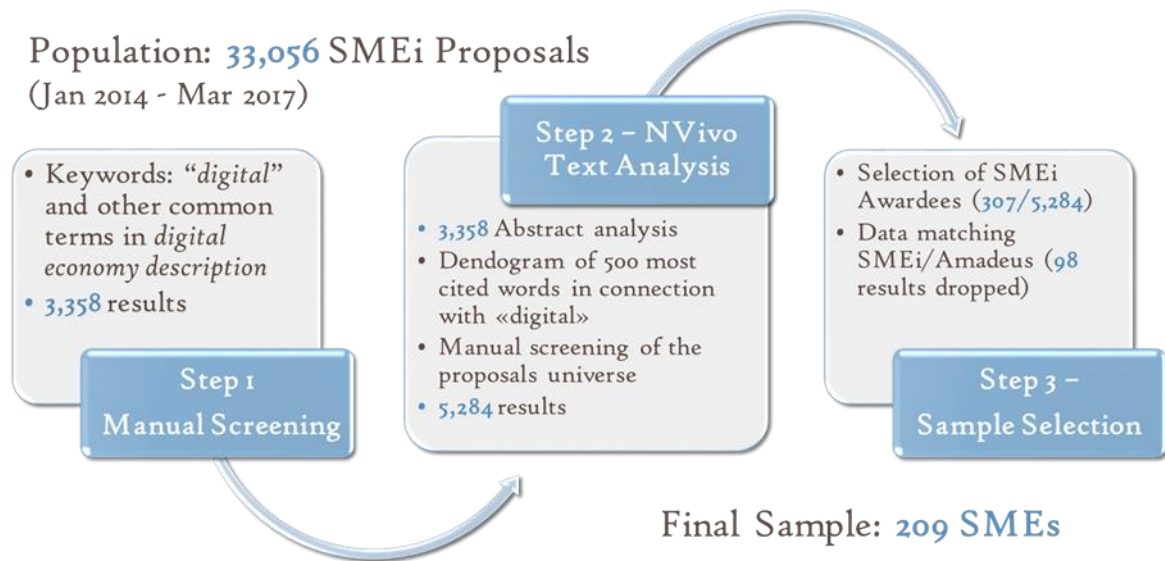 Population: 33,056 SMEi Proposals
(Jan 2014 - Mar 2017)
• Keywords: “digital”
and other common
terms in digital
economy description
• 3,358 results
Step 1
Manual Screening
Step 2 – NVivo
Text Analysis
• 3,358 Abstract analysis
• Dendogram of 500 most
cited words in connection
with «digital»
• Manual screening of the
proposals universe
• 5,284 results
• Selection of SMEi
Awardees (307/5,284)
• Data matching
SMEi/Amadeus (98
results dropped)
Step 3 –
Sample Selection
Final Sample: 209 SMEs